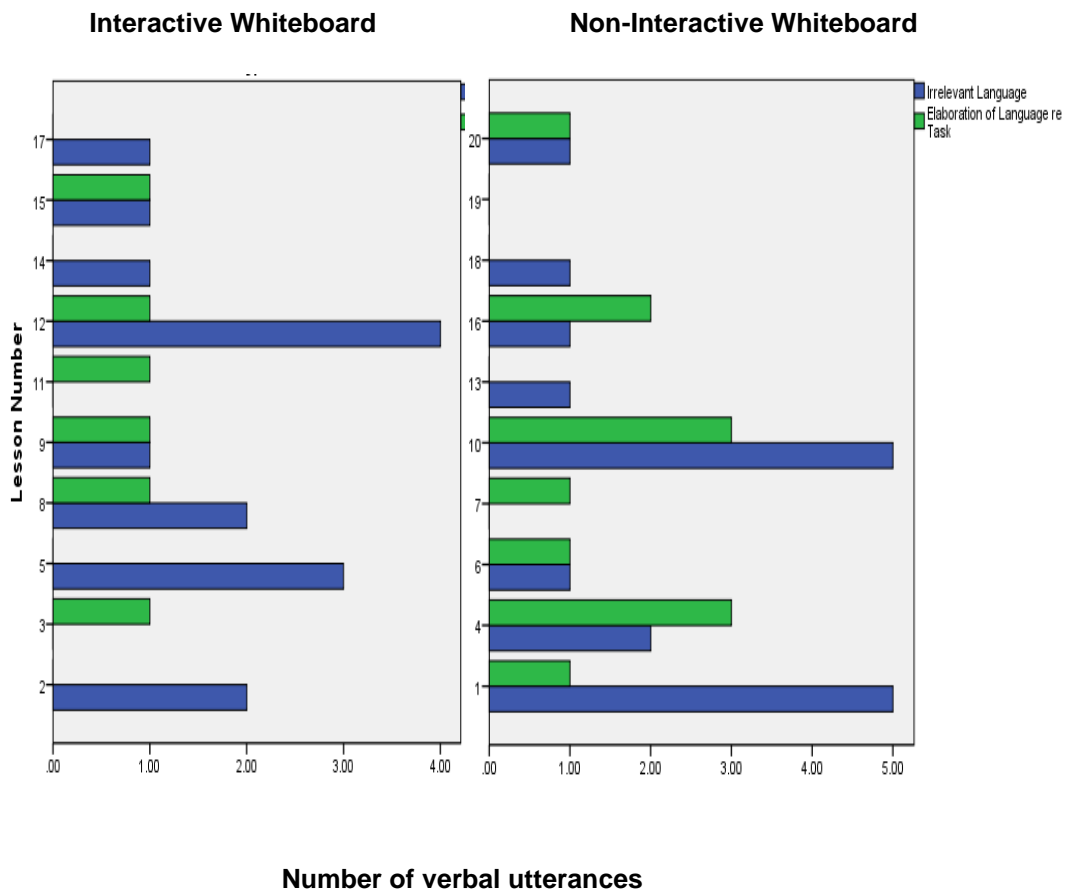 Interactive Whiteboard
Non-Interactive Whiteboard
Irrelevant Language
Elaboration of Language re
Task
Lesson Number
17
15
14
12
11
9
8
5
3
2
.00 1.00 2.00 3.00 4.00
20
19
18
16
13
10
7
6
4
1
.00 1.00 2.00 3.00 4.00 5.00
Number of verbal utterances